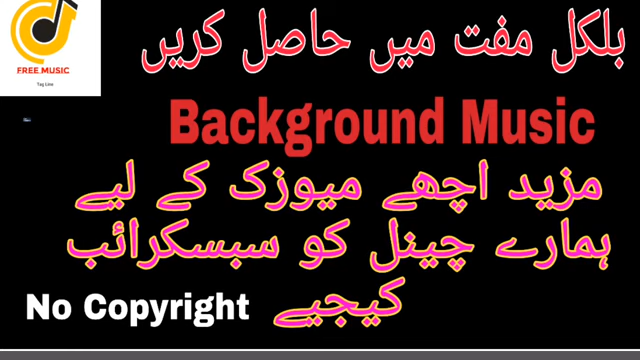 FREE MUSIC
Tag Line
بلکل مفت میں حاصل کریں
Background Music
مزید اچھے میوزک کے لیے
ہمارے چینل کو سبسکرائب
کیجیے
No Copyright